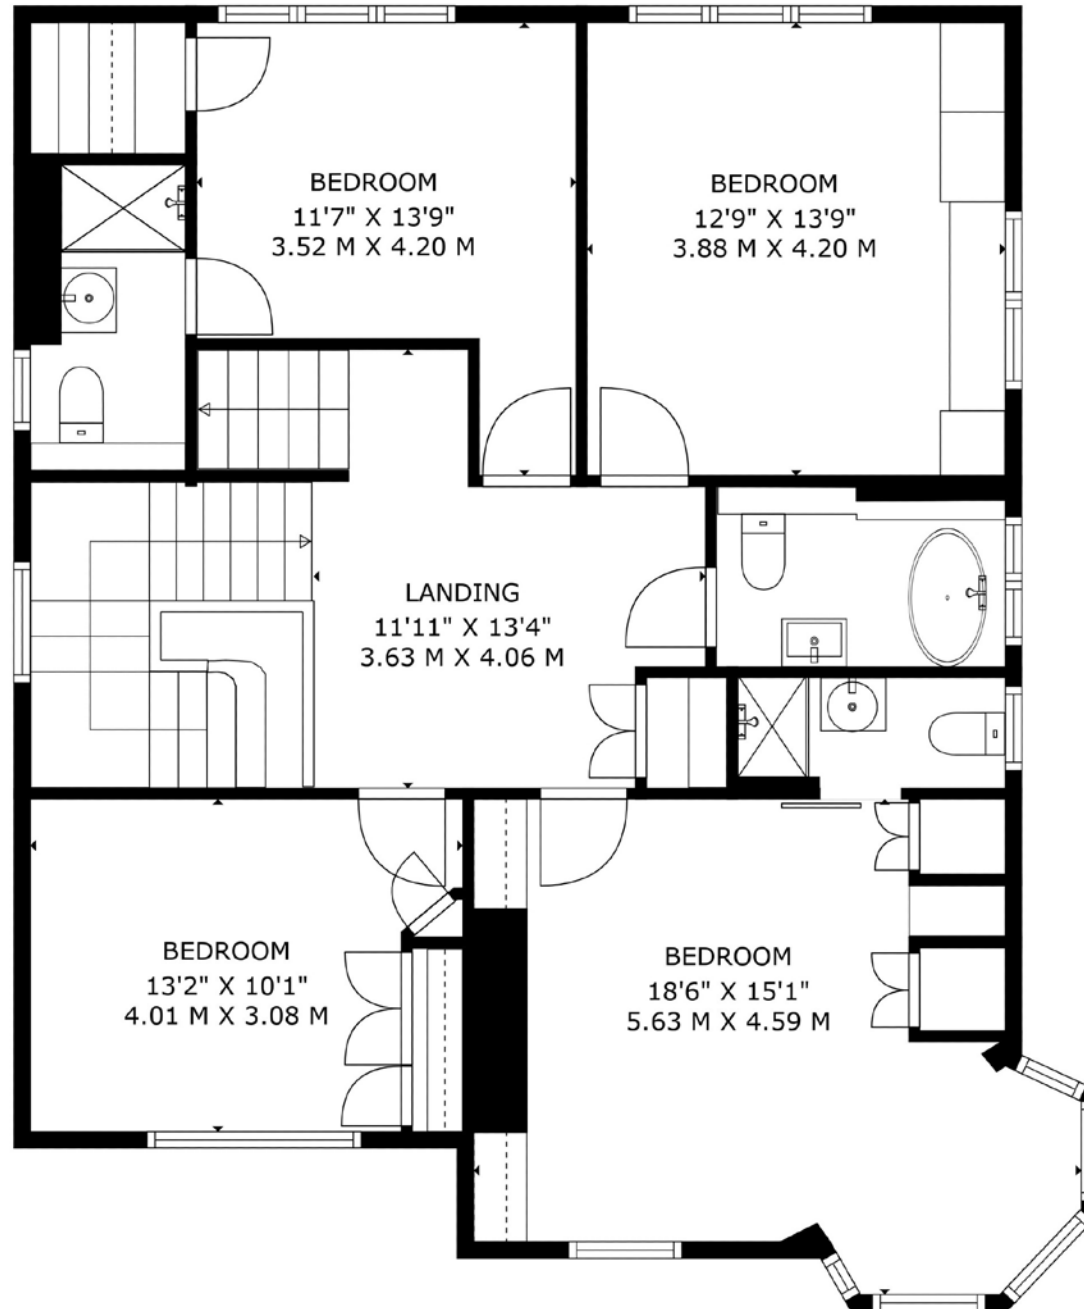 BEDROOM
11'7" X 13'9"
3.52 M X 4.20 M
BEDROOM
12'9" X 13'9"
3.88 M X 4.20 M
LANDING
11'11" X 13'4"
3.63 M X 4.06 M
BEDROOM
13'2" X 10'1"
4.01 M X 3.08 M
BEDROOM
18'6" X 15'1"
5.63 M X 4.59 M